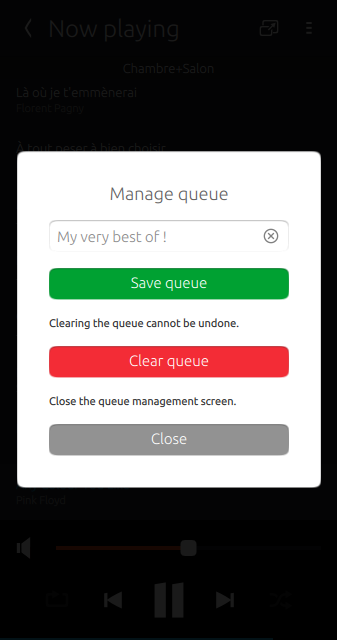 Now playing
Chambre+Salon
Là où je t'emmènerai
Florent Pagny
À tout peser à bien choisir
Manage queue
My very best of !
Save queue
Clearing the queue cannot be undone.
Clear queue
Close the queue management screen.
Close
Pink Floyd